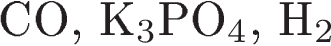 CO, K₃PO₄, H₂